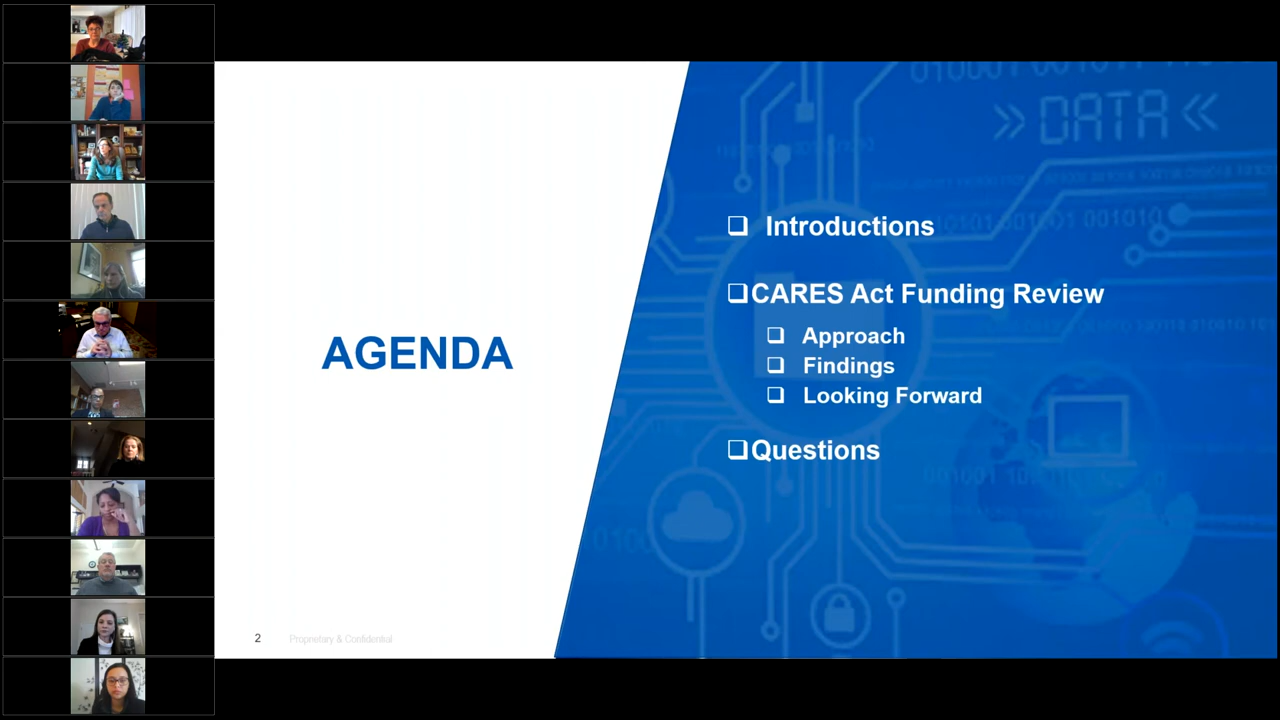 AGENDA
» DATA «
❑ Introductions
❑CARES Act Funding Review
❑ Approach
❑ Findings
❑ Looking Forward
❑Questions
2 Proprietary & Confidential